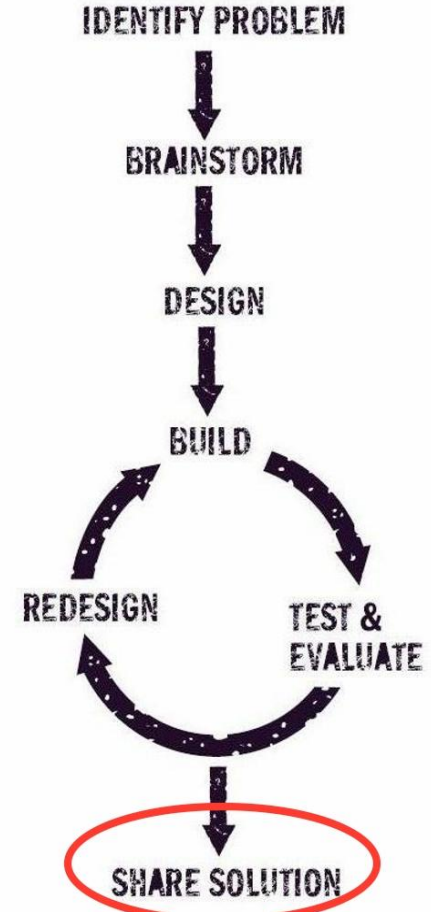 IDENTIFY PROBLEM
BRAINSTORM
DESIGN
BUILD
REDESIGN
TEST &
EVALUATE
SHARE SOLUTION